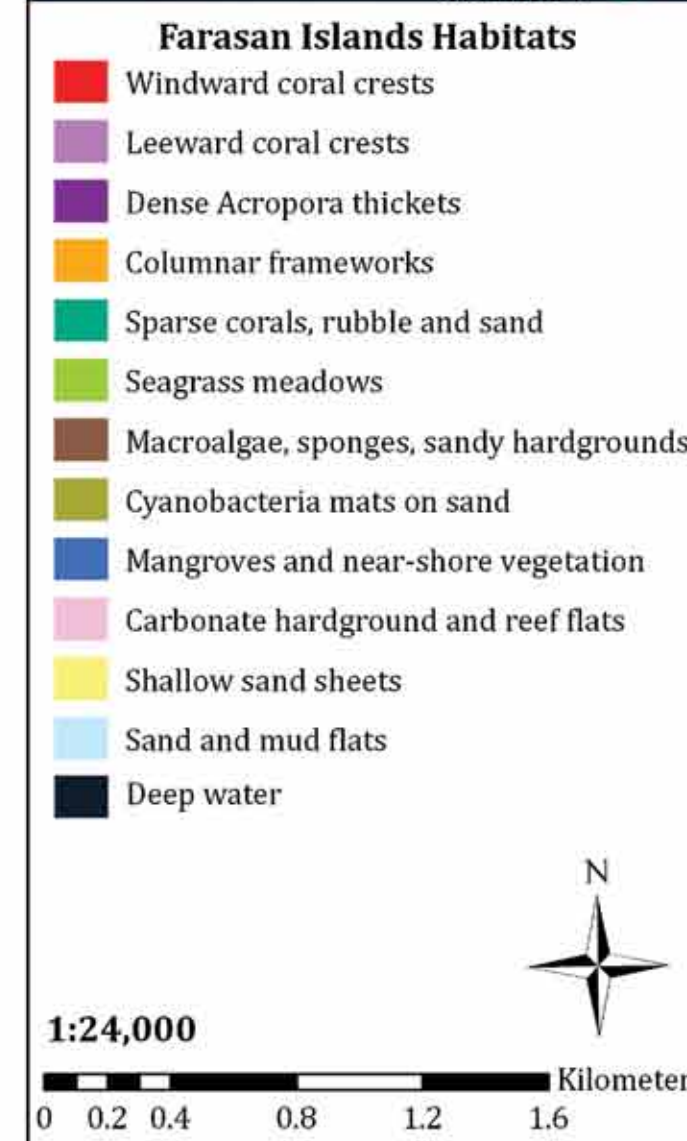 Farasan Islands Habitats
Windward coral crests
Leeward coral crests
Dense Acropora thickets
Columnar frameworks
Sparse corals, rubble and sand
Seagrass meadows
Macroalgae, sponges, sandy hardgrounds
Cyanobacteria mats on sand
Mangroves and near-shore vegetation
Carbonate hardground and reef flats
Shallow sand sheets
Sand and mud flats
Deep water
N
1:24,000
Kilometer
0 0.2 0.4 0.8 1.2 1.6